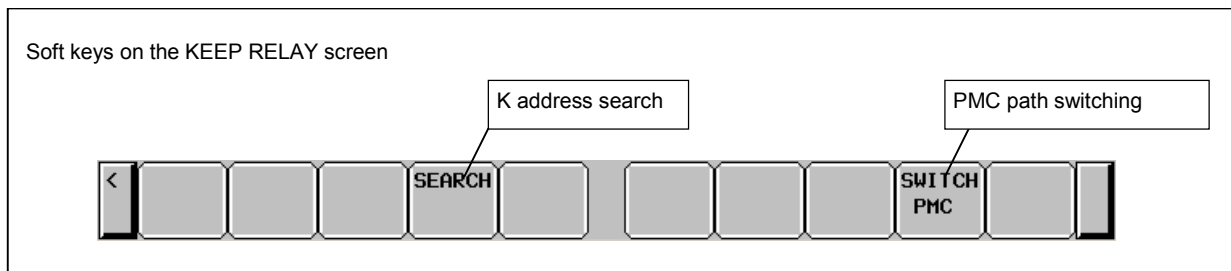 Soft keys on the KEEP RELAY screen
K address search
PMC path switching
<
SEARCH
SWITCH
PMC